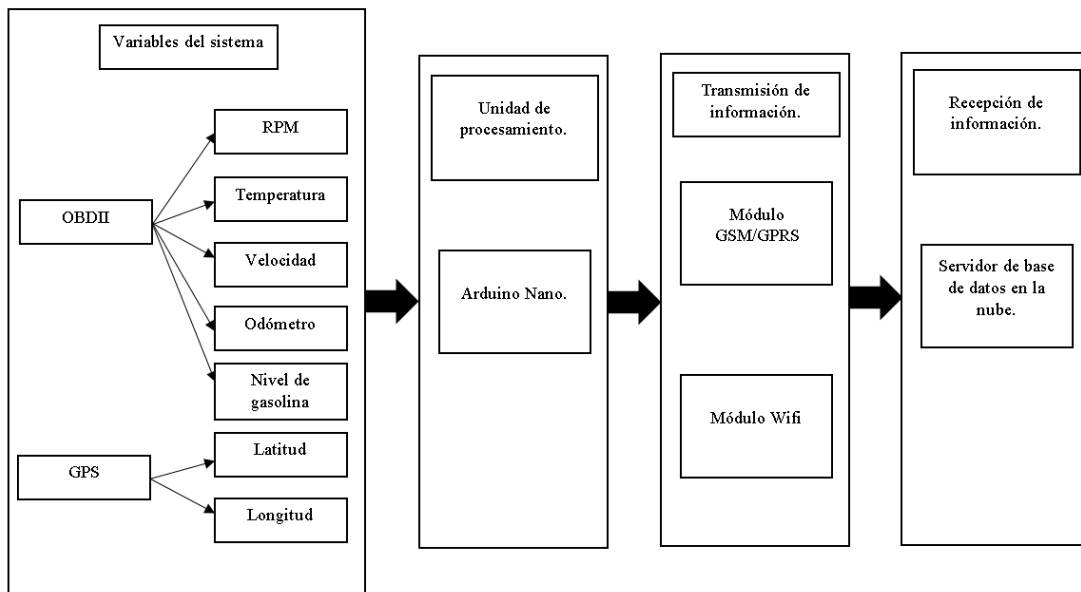 Variables del sistema
OBDII
RPM
Temperatura
Velocidad
Odómetro
Nivel de
gasolina
GPS
Latitud
Longitud
Unidad de
procesamiento.
Arduino Nano.
Transmisión de
información.
Módulo
GSM/GPRS
Módulo Wifi
Recepción de
información.
Servidor de base
de datos en la
nube.